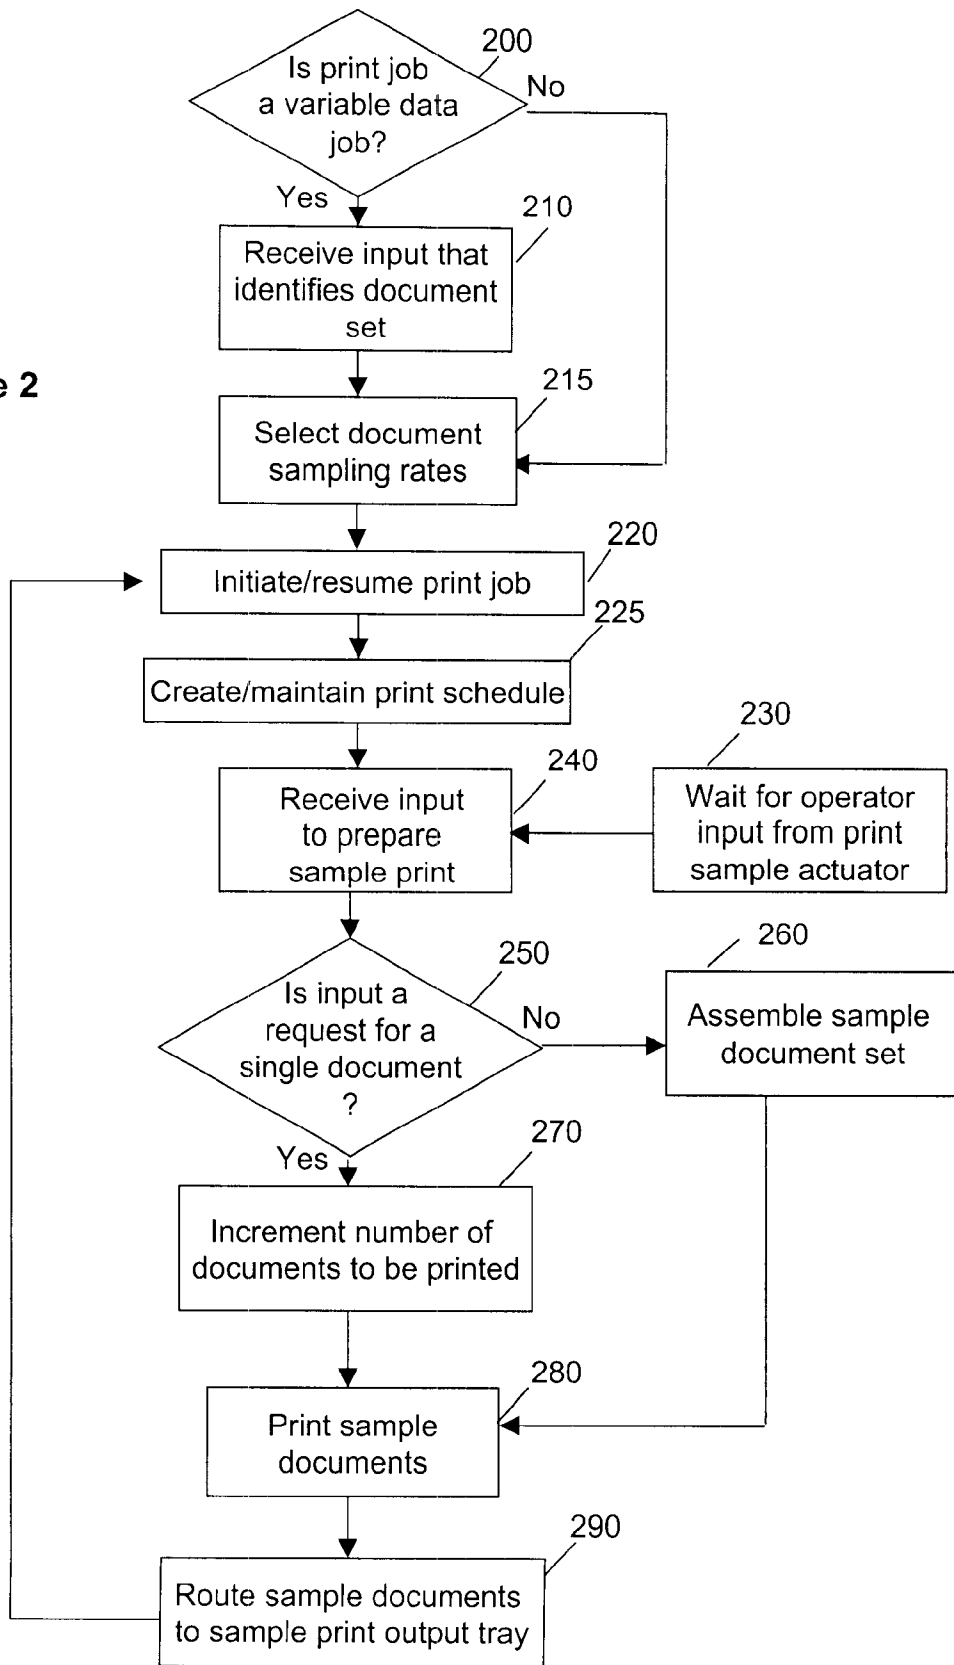 200
Is print job
a variable data
job?
No
Yes
210
Receive input that
identifies document
set
e 2
215
Select document
sampling rates
220
Initiate/resume print job
225
Create/maintain print schedule
230
Wait for operator
input from print
sample actuator
240
Receive input
to prepare
sample print
250
Is input a
request for a
single document
?
No
260
Assemble sample
document set
Yes
270
Increment number of
documents to be printed
280
Print sample
documents
290
Route sample documents
to sample print output tray